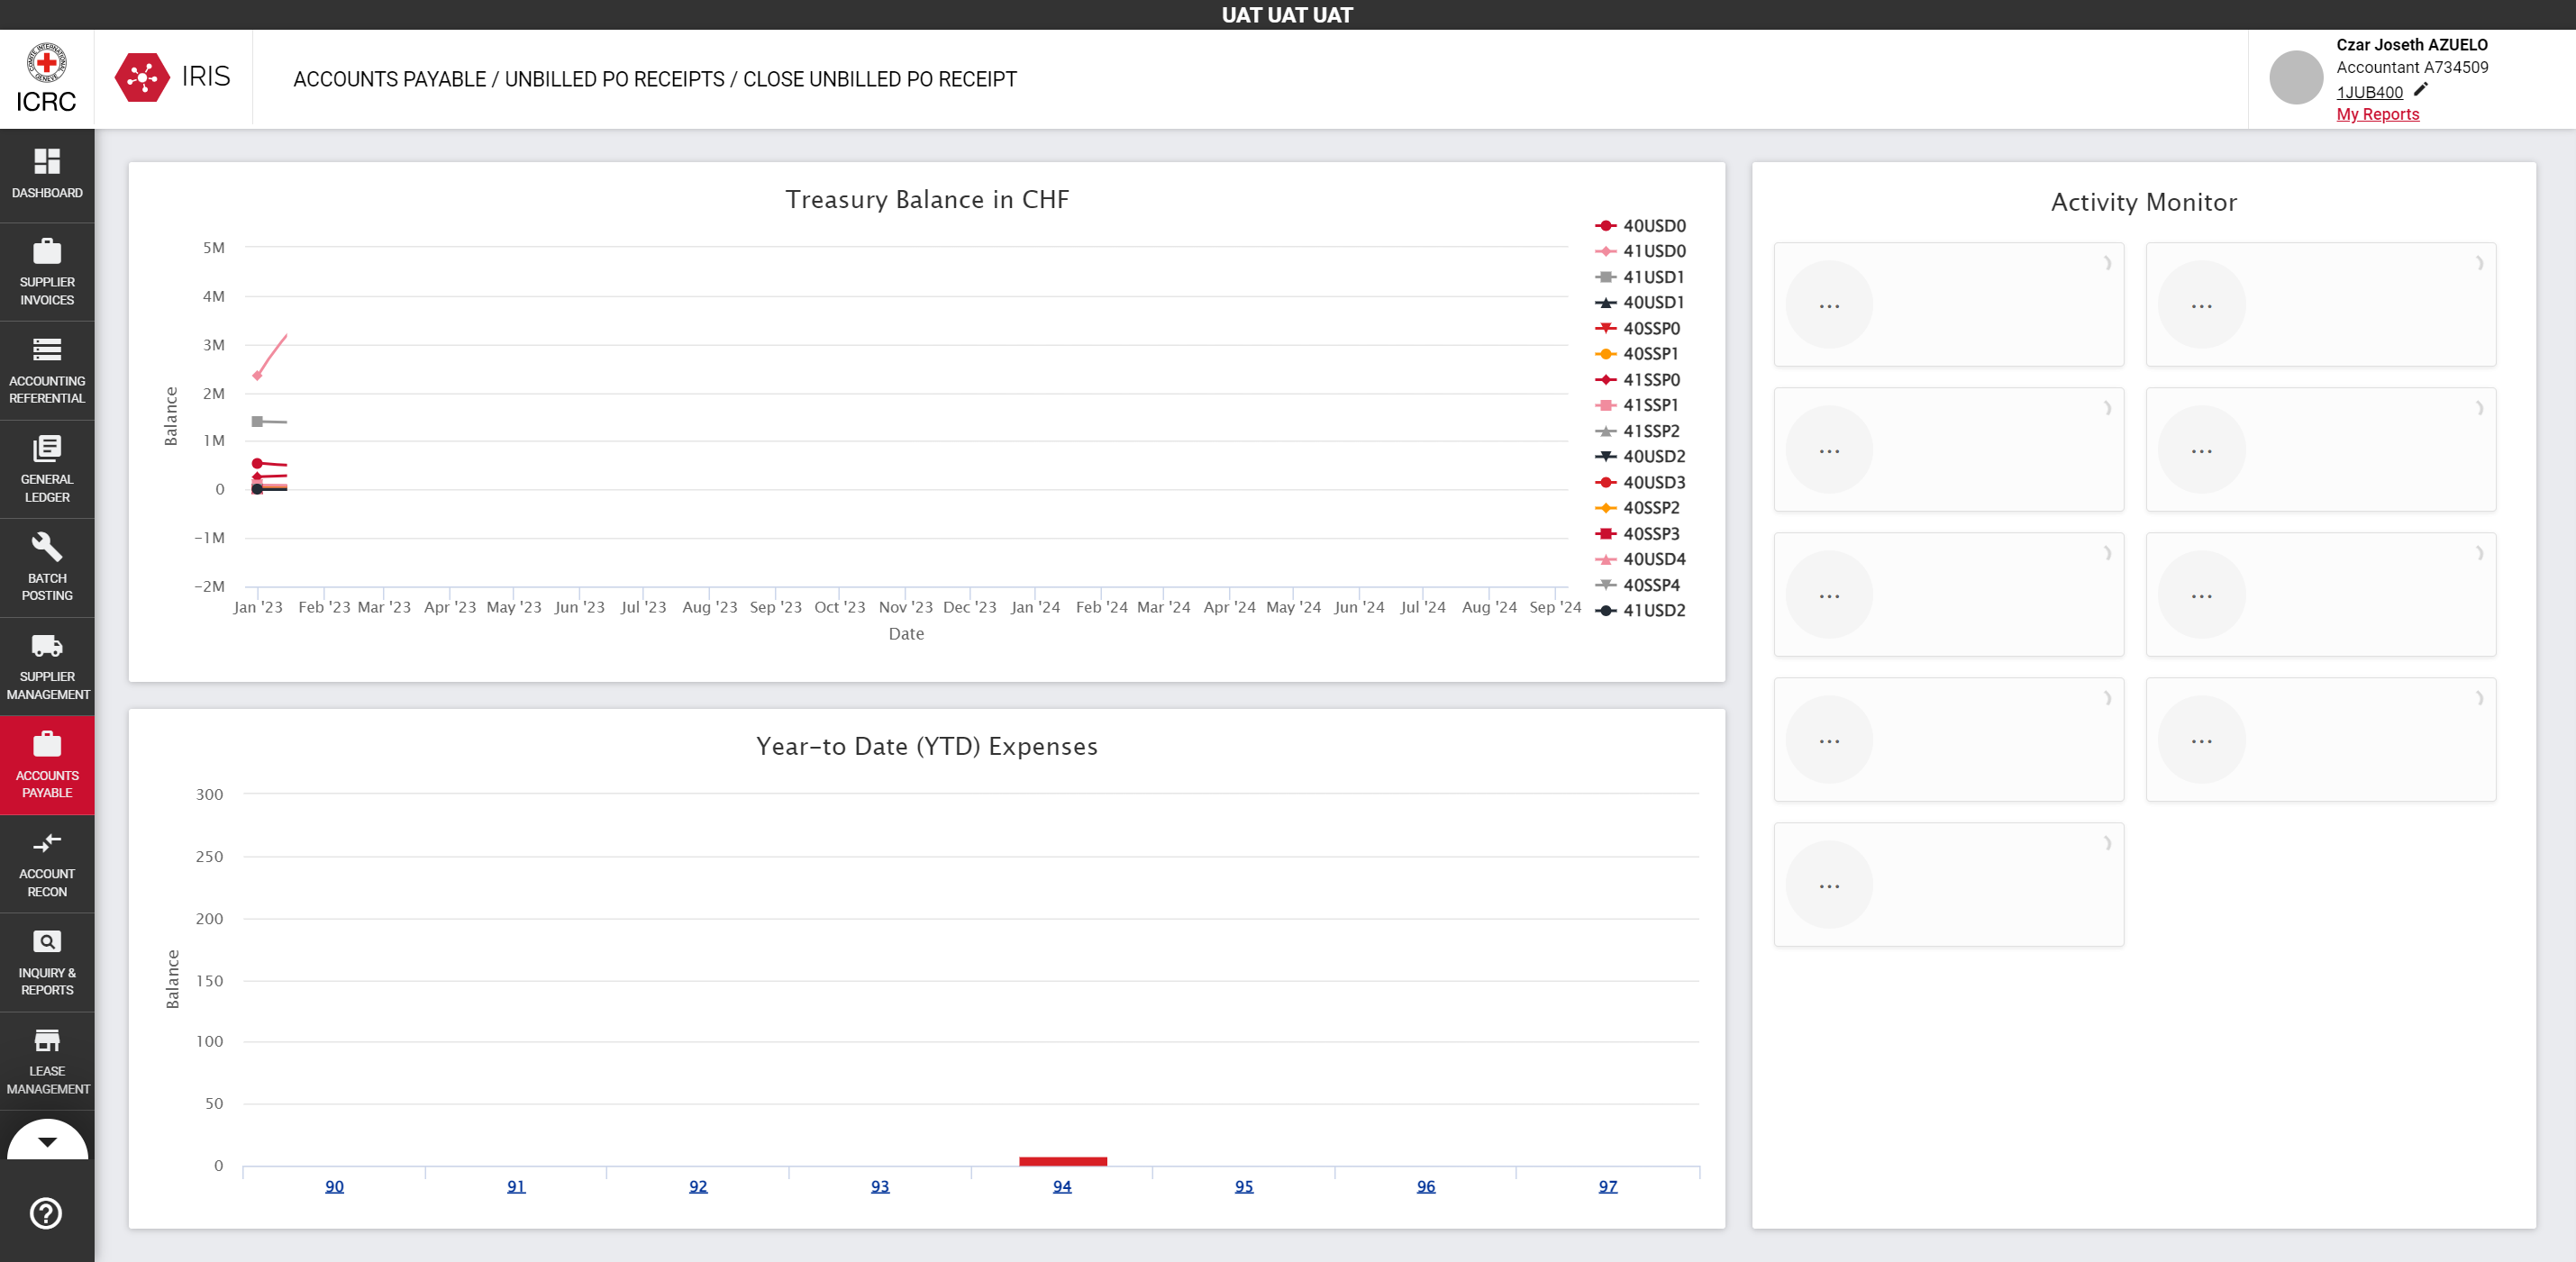 UAT UAT UAT
ICRC
IRIS
ACCOUNTS PAYABLE / UNBILLED PO RECEIPTS / CLOSE UNBILLED PO RECEIPT
Czar Joseth AZUELO
Accountant A734509
1JUB400
My Reports
DASHBOARD
SUPPLIER
INVOICES
ACCOUNTING
REFERENTIAL
GENERAL
LEDGER
BATCH
POSTING
SUPPLIER
MANAGEMENT
ACCOUNTS
PAYABLE
ACCOUNT
RECON
INQUIRY &
REPORTS
LEASE
MANAGEMENT
Treasury Balance in CHF
5M
4M
3M
2M
1M
0
-1M
-2M
Balance
Jan '23 Feb '23 Mar '23 Apr '23 May '23 Jun '23 Jul '23 Aug '23 Sep '23 Oct '23 Nov '23 Dec '23 Jan '24 Feb '24 Mar '24 Apr '24 May '24 Jun '24 Jul '24 Aug '24 Sep '24
Date
40USD0
41USD0
41USD1
40USD1
40SSP0
40SSP1
41SSP0
41SSP1
41SSP2
40USD2
40USD3
40SSP2
40SSP3
40USD4
40SSP4
41USD2
Year-to Date (YTD) Expenses
300
250
200
150
100
50
0
Balance
90 91 92 93 94 95 96 97
Activity Monitor
... ...
... ...
... ...
... ...
...